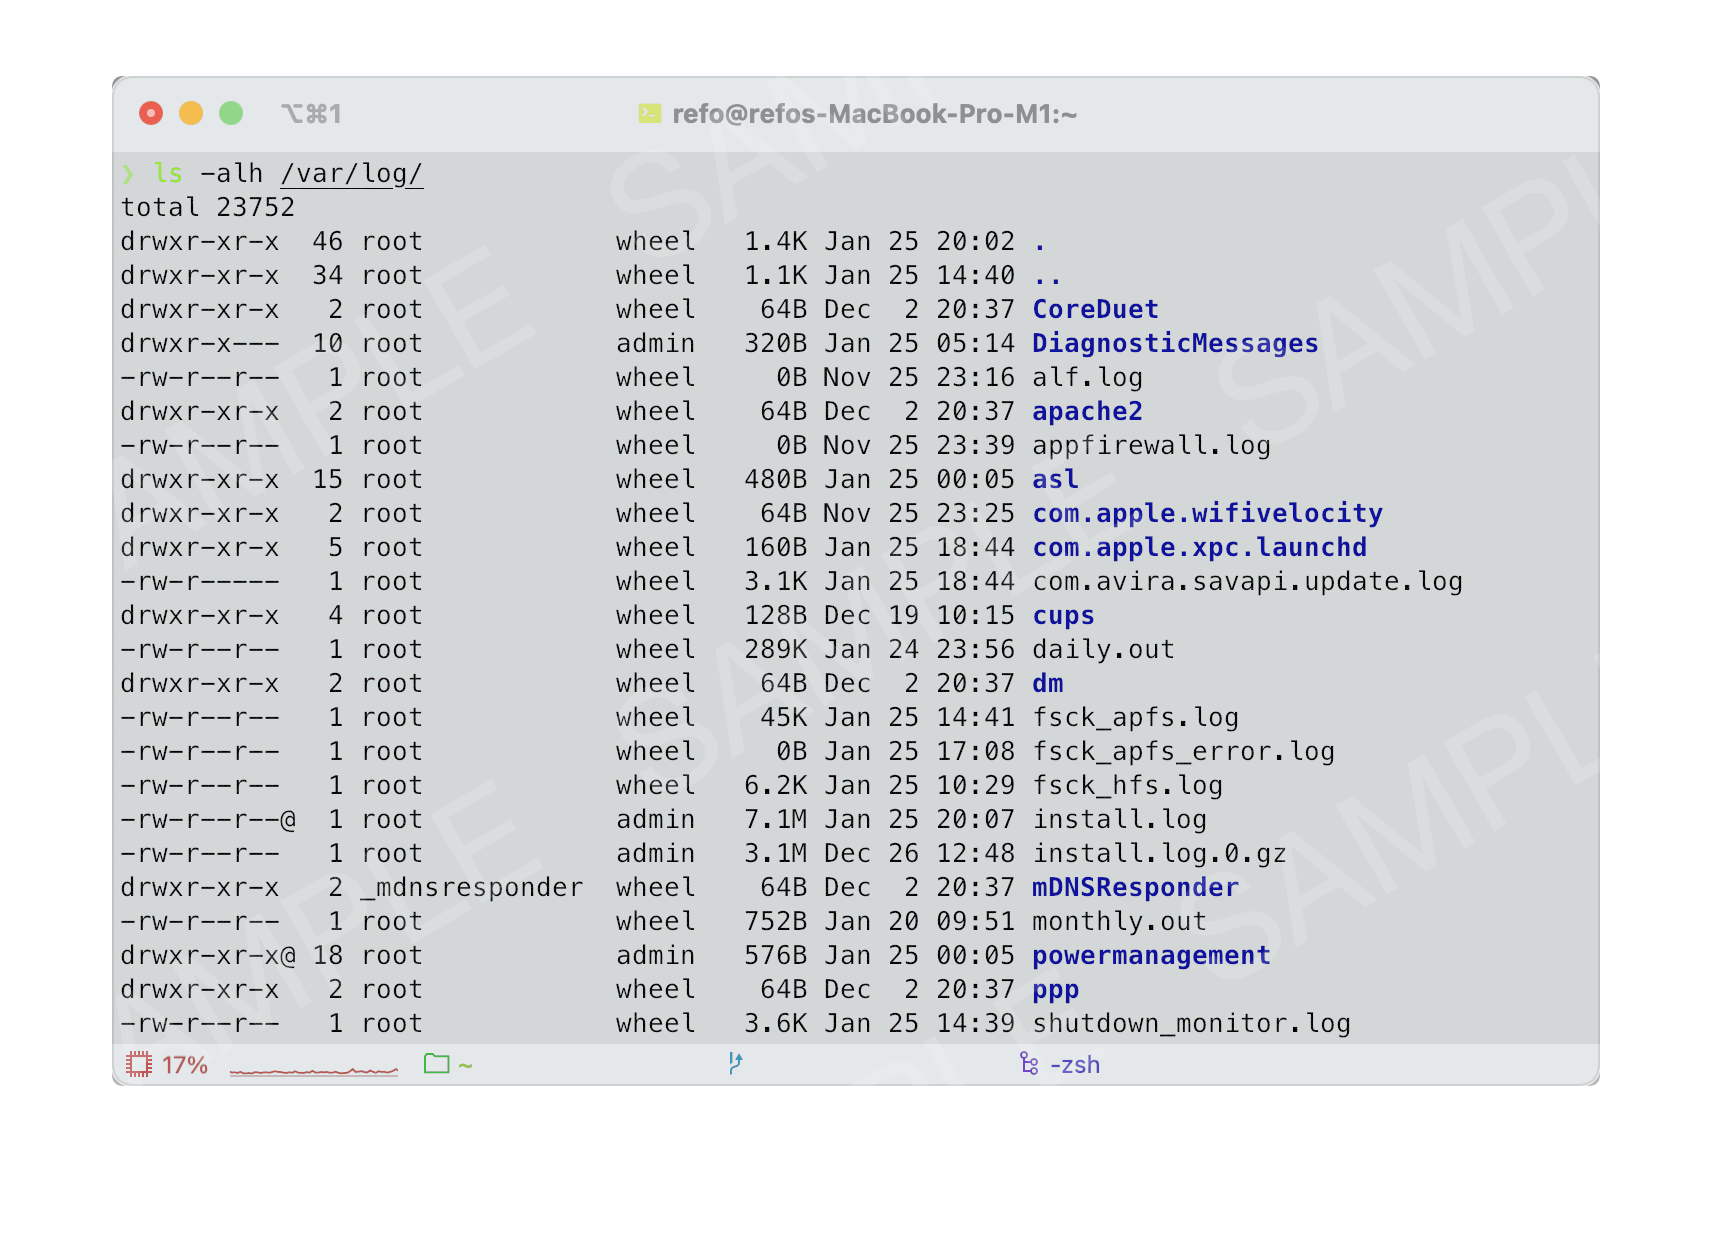 ⌥⌘1 refo@refos-MacBook-Pro-M1:~
❯ ls -alh /var/log/
total 23752
drwxr-xr-x  46 root            wheel   1.4K Jan 25 20:02 .
drwxr-xr-x  34 root            wheel   1.1K Jan 25 14:40 ..
drwxr-xr-x   2 root            wheel    64B Dec  2 20:37 CoreDuet
drwxr-x---  10 root            admin   320B Jan 25 05:14 DiagnosticMessages
-rw-r--r--   1 root            wheel     0B Nov 25 23:16 alf.log
drwxr-xr-x   2 root            wheel    64B Dec  2 20:37 apache2
-rw-r--r--   1 root            wheel     0B Nov 25 23:39 appfirewall.log
drwxr-xr-x  15 root            wheel   480B Jan 25 00:05 asl
drwxr-xr-x   2 root            wheel    64B Nov 25 23:25 com.apple.wifivelocity
drwxr-xr-x   5 root            wheel   160B Jan 25 18:44 com.apple.xpc.launchd
-rw-r-----   1 root            wheel   3.1K Jan 25 18:44 com.avira.savapi.update.log
drwxr-xr-x   4 root            wheel   128B Dec 19 10:15 cups
-rw-r--r--   1 root            wheel   289K Jan 24 23:56 daily.out
drwxr-xr-x   2 root            wheel    64B Dec  2 20:37 dm
-rw-r--r--   1 root            wheel    45K Jan 25 14:41 fsck_apfs.log
-rw-r--r--   1 root            wheel     0B Jan 25 17:08 fsck_apfs_error.log
-rw-r--r--   1 root            wheel   6.2K Jan 25 10:29 fsck_hfs.log
-rw-r--r--@  1 root            admin   7.1M Jan 25 20:07 install.log
-rw-r--r--   1 root            admin   3.1M Dec 26 12:48 install.log.0.gz
drwxr-xr-x   2 _mdnsresponder  wheel    64B Dec  2 20:37 mDNSResponder
-rw-r--r--   1 root            wheel   752B Jan 20 09:51 monthly.out
drwxr-xr-x@ 18 root            admin   576B Jan 25 00:05 powermanagement
drwxr-xr-x   2 root            wheel    64B Dec  2 20:37 ppp
-rw-r--r--   1 root            wheel   3.6K Jan 25 14:39 shutdown_monitor.log
17% ~ -zsh
SAMPLE
SAMPLE
SAMPLE
SAMPLE
SAMPLE
SAMPLE